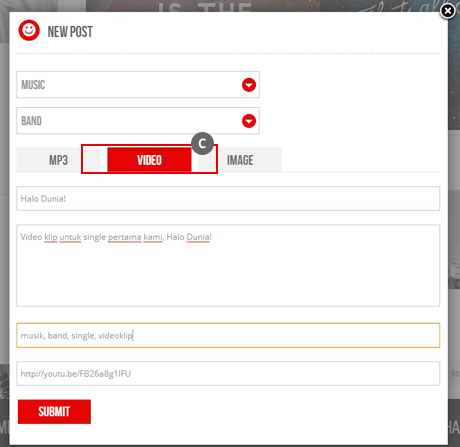 IS THE
NEW POST
MUSIC
BAND
MP3
VIDEO
C
IMAGE
Halo Dunia!
Video klip untuk single pertama kami, Halo Dunia!
musik, band, single, videoklip
http://youtu.be/FB26a8g1IFU
SUBMIT